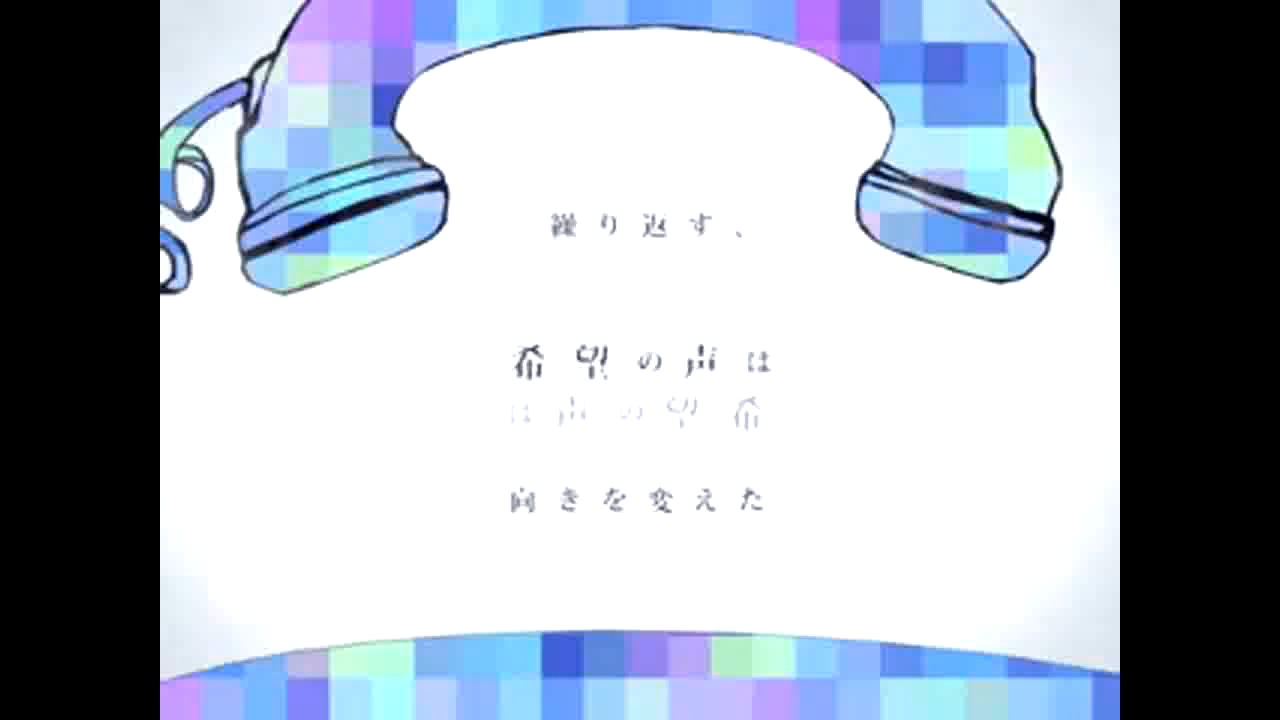 繰り返す、
希望の声は
は声の望希
向きを変えた